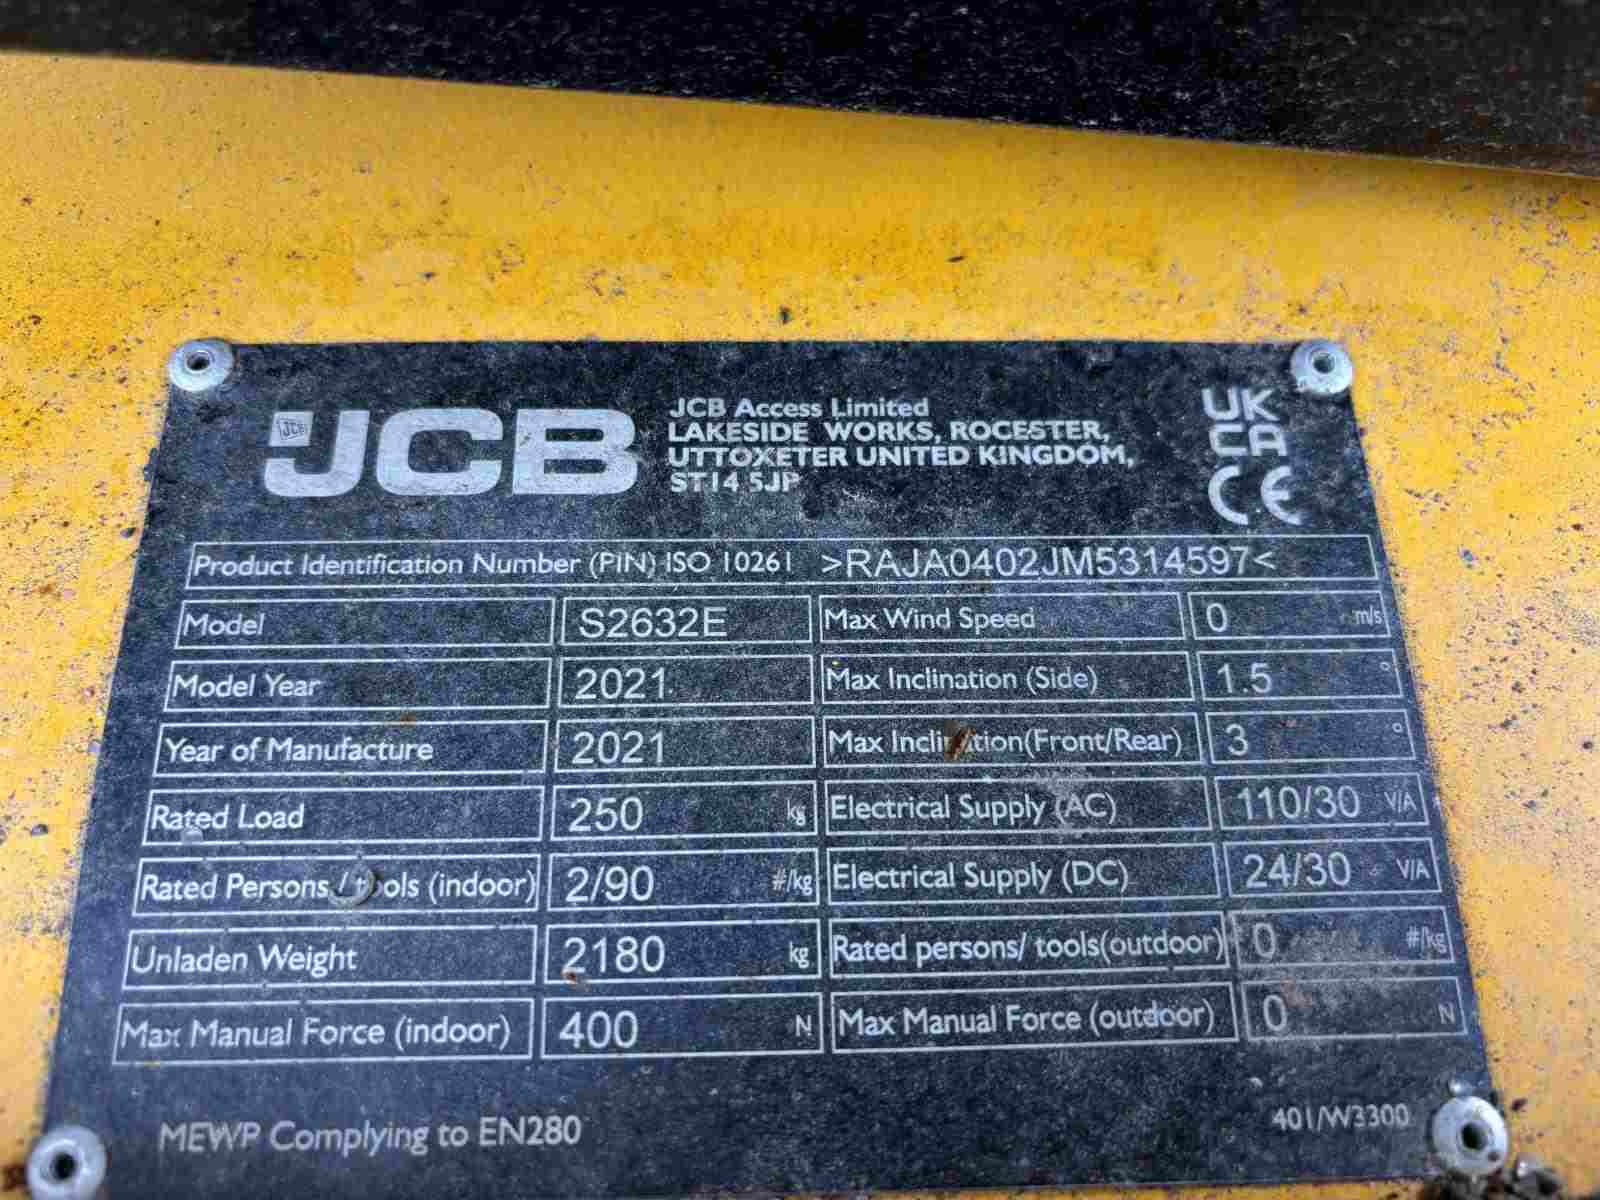 JCB
JCB
JCB Access Limited
LAKESIDE WORKS, ROCESTER,
UTTOXETER UNITED KINGDOM,
ST14 5JP
UK
CA
CE
Product Identification Number (PIN) ISO 10261 >RAJA0402JM5314597<
Model S2632E Max Wind Speed 0 m/s
Model Year 2021 Max Inclination (Side) 1.5 °
Year of Manufacture 2021 Max Inclination(Front/Rear) 3 °
Rated Load 250 kg Electrical Supply (AC) 110/30 V/A
Rated Persons / tools (indoor) 2/90 #/kg Electrical Supply (DC) 24/30 V/A
Unladen Weight 2180 kg Rated persons/ tools(outdoor) 0 #/kg
Max Manual Force (indoor) 400 N Max Manual Force (outdoor) 0 N
MEWP Complying to EN280
401/W3300